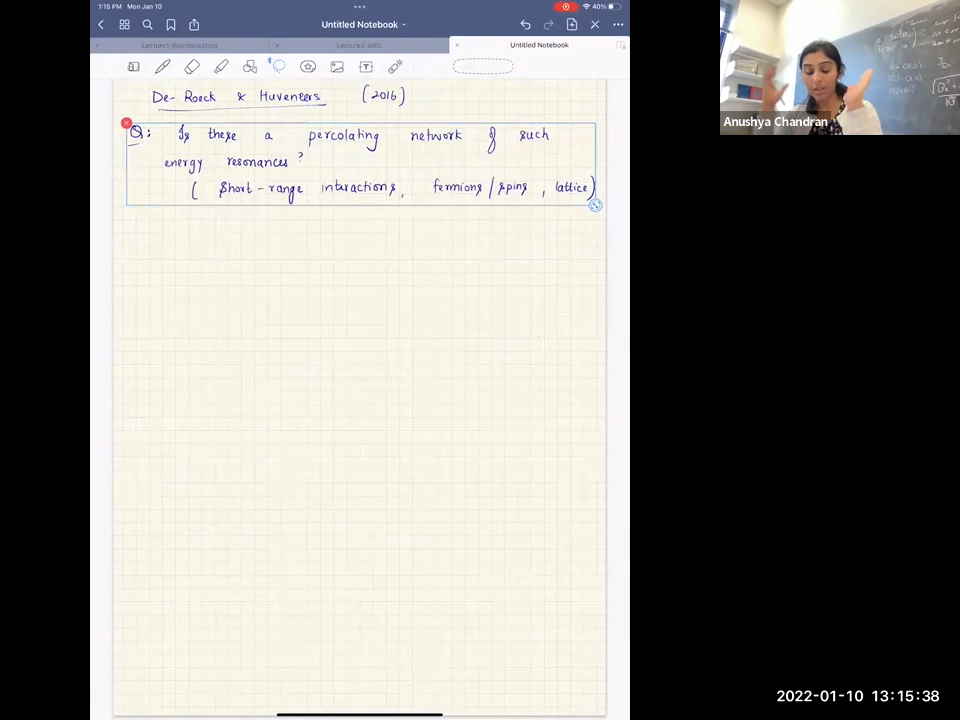 1:15 PM Mon Jan 10
40%
Untitled Notebook
Lecture1-thermalization
Lecture2-MBL
Untitled Notebook
De-Roeck & Huveneers (2016)
Q: Is there a percolating network of such
energy resonances?
( Short-range interactions, fermions/spins, lattice)
Anushya Chandran
2022-01-10 13:15:38